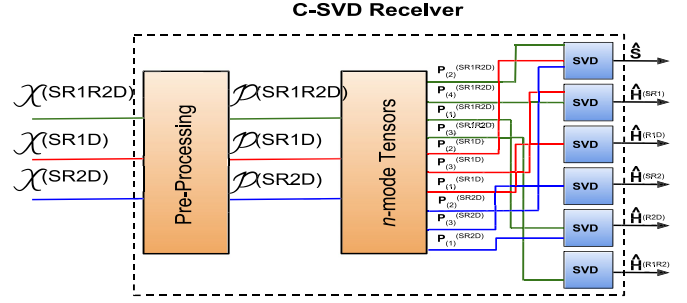 C-SVD Receiver
𝒳(SR1R2D)
𝒳(SR1D)
𝒳(SR2D)
Pre-Processing
𝒫(SR1R2D)
𝒫(SR1D)
𝒫(SR2D)
n-mode Tensors
P(2)(SR1R2D)
P(4)(SR1R2D)
P(1)(SR1R2D)
P(3)(SR1R2D)
P(2)(SR1D)
P(3)(SR1D)
P(1)(SR1D)
P(2)(SR2D)
P(3)(SR2D)
P(1)(SR2D)
SVD
Ŝ
SVD
Ĥ(SR1)
SVD
Ĥ(R1D)
SVD
Ĥ(SR2)
SVD
Ĥ(R2D)
SVD
Ĥ(R1R2)